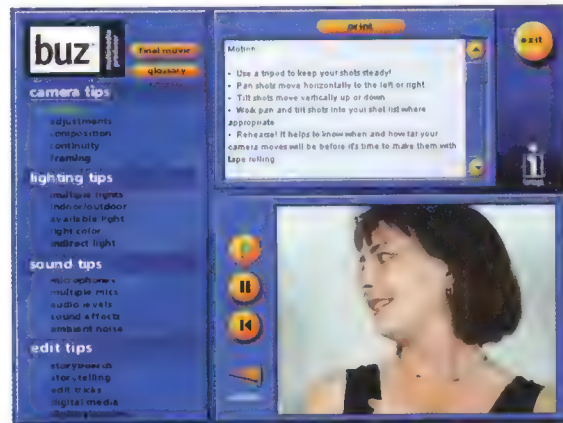 buz
multimedia
producer
final movie
glossary
camera tips
adjustments
composition
continuity
framing
lighting tips
multiple lights
indoor/outdoor
available light
light color
indirect light
sound tips
microphones
multiple mics
audio levels
sound effects
ambient noise
edit tips
storyboards
storytelling
edit tricks
digital media
print
Motion
• Use a tripod to keep your shots steady!
• Pan shots move horizontally to the left or right
• Tilt shots move vertically up or down
• Work pan and tilt shots into your shot list where
appropriate
• Rehearse! It helps to know when and how far your
camera moves will be before it's time to make them with
tape rolling
exit